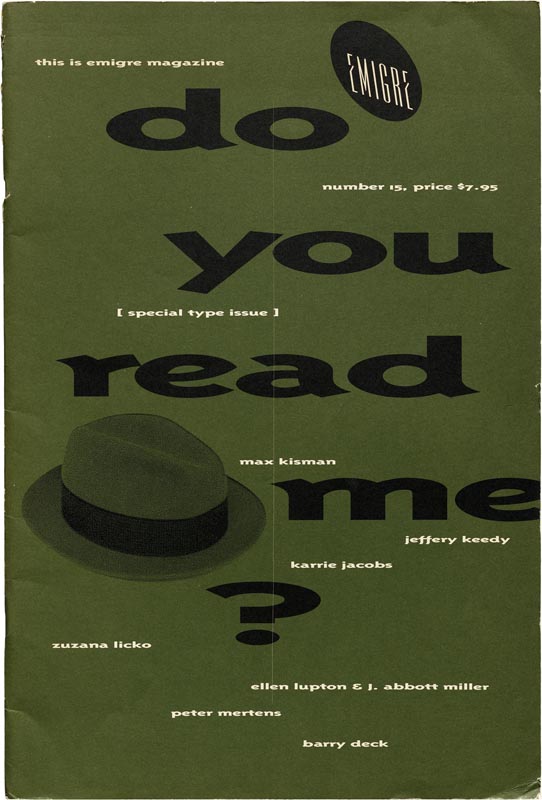 this is emigre magazine
EMIGRE
do
number 15, price $7.95
you
[ special type issue ]
read
max kisman
me
jeffery keedy
karrie jacobs
?
zuzana licko
ellen lupton & j. abbott miller
peter mertens
barry deck